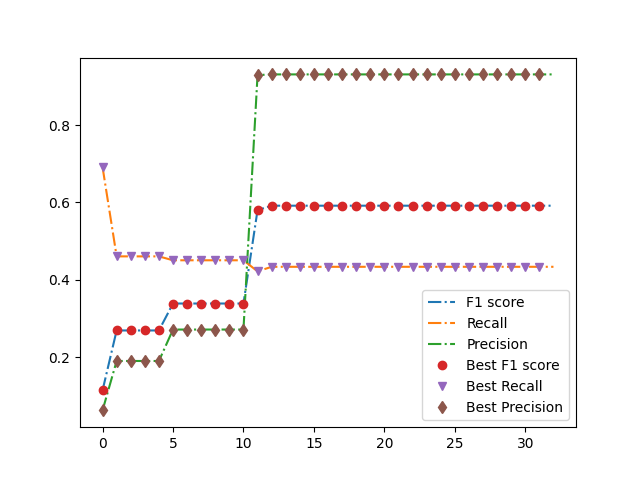 0.8
0.6
0.4
0.2
0 5 10 15 20 25 30
F1 score
Recall
Precision
Best F1 score
Best Recall
Best Precision